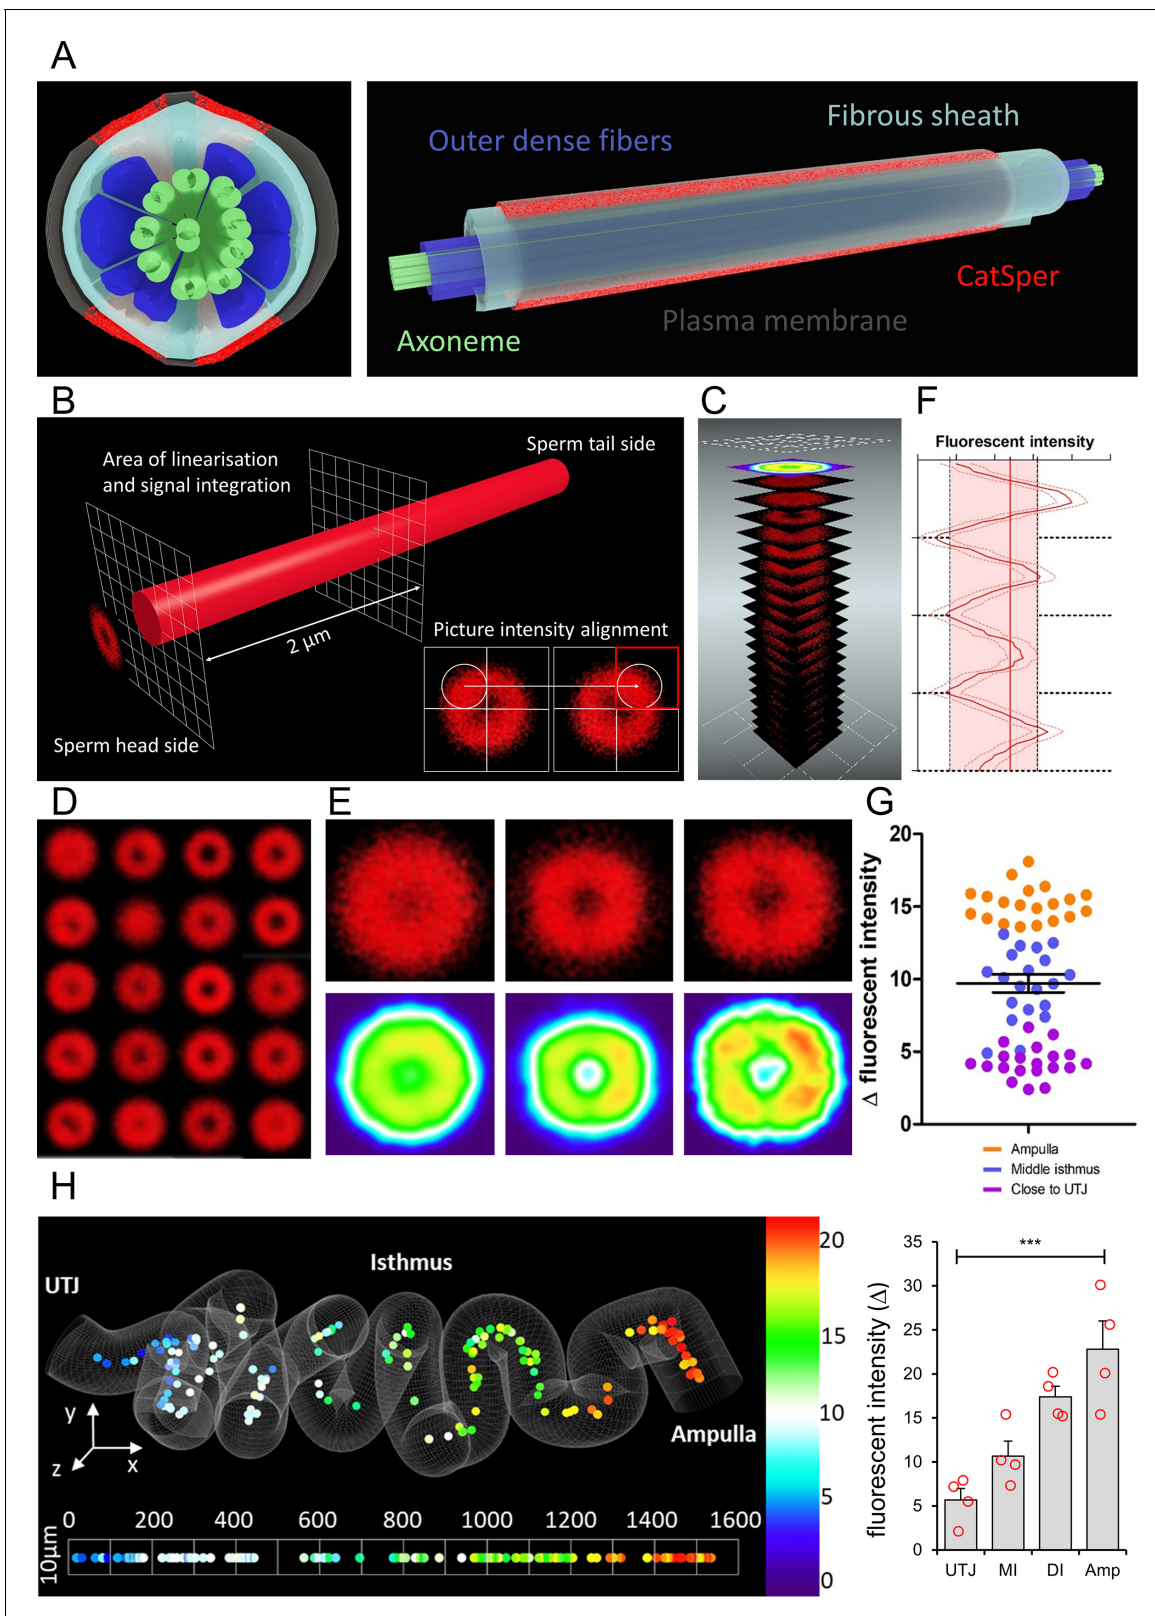 A
Outer dense fibers
Fibrous sheath
CatSper
Plasma membrane
Axoneme
B
Area of linearisation
and signal integration
Sperm tail side
2 μm
Picture intensity alignment
Sperm head side
C
F
Fluorescent intensity
D
E
G
Δ fluorescent intensity
20
15
10
5
0
Ampulla
Middle isthmus
Close to UTJ
H
UTJ
Isthmus
Ampulla
y
z
x
20
15
10
5
0
0 200 400 600 800 1000 1200 1400 1600
10μm
fluorescent intensity (Δ)
35
30
25
20
15
10
5
0
***
UTJ MI DI Amp